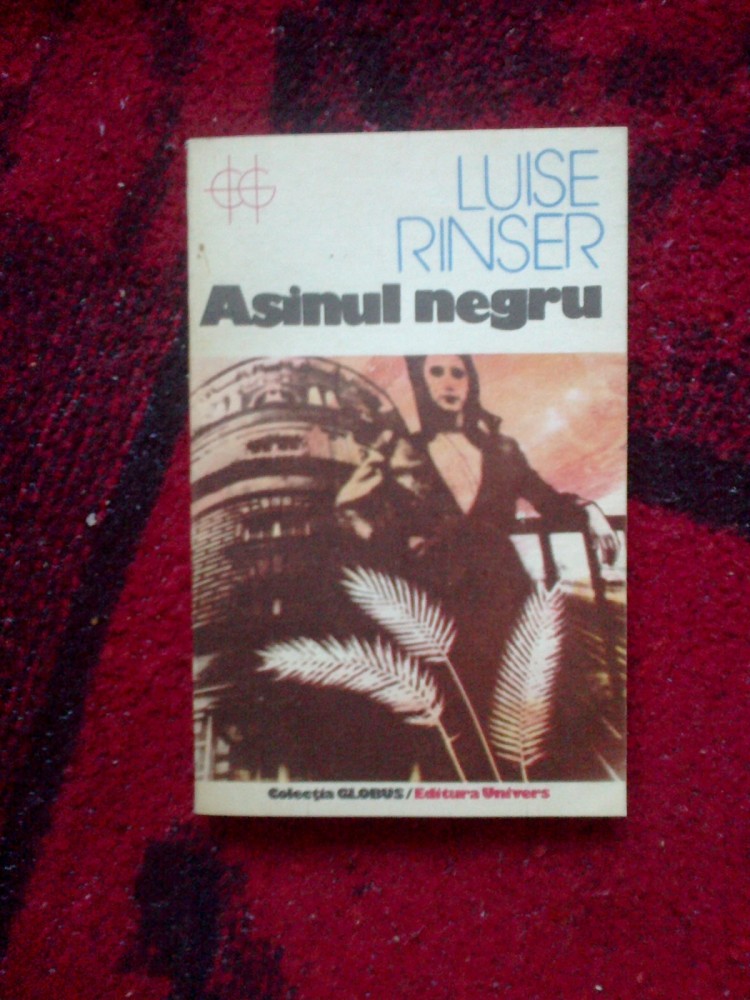 LUISE
RINSER
Asinul negru
Colecția GLOBUS/Editura Univers